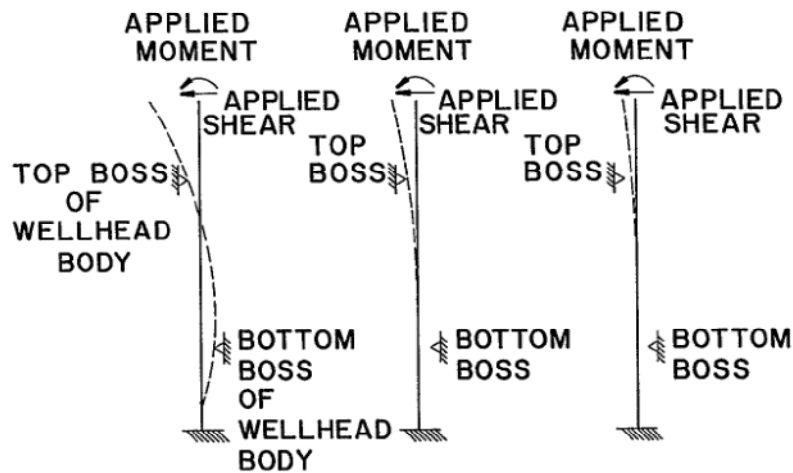 APPLIED
MOMENT
APPLIED
SHEAR
TOP BOSS
OF
WELLHEAD
BODY
BOTTOM
BOSS
OF
WELLHEAD
BODY
APPLIED
MOMENT
APPLIED
SHEAR
TOP
BOSS
BOTTOM
BOSS
APPLIED
MOMENT
APPLIED
SHEAR
TOP
BOSS
BOTTOM
BOSS